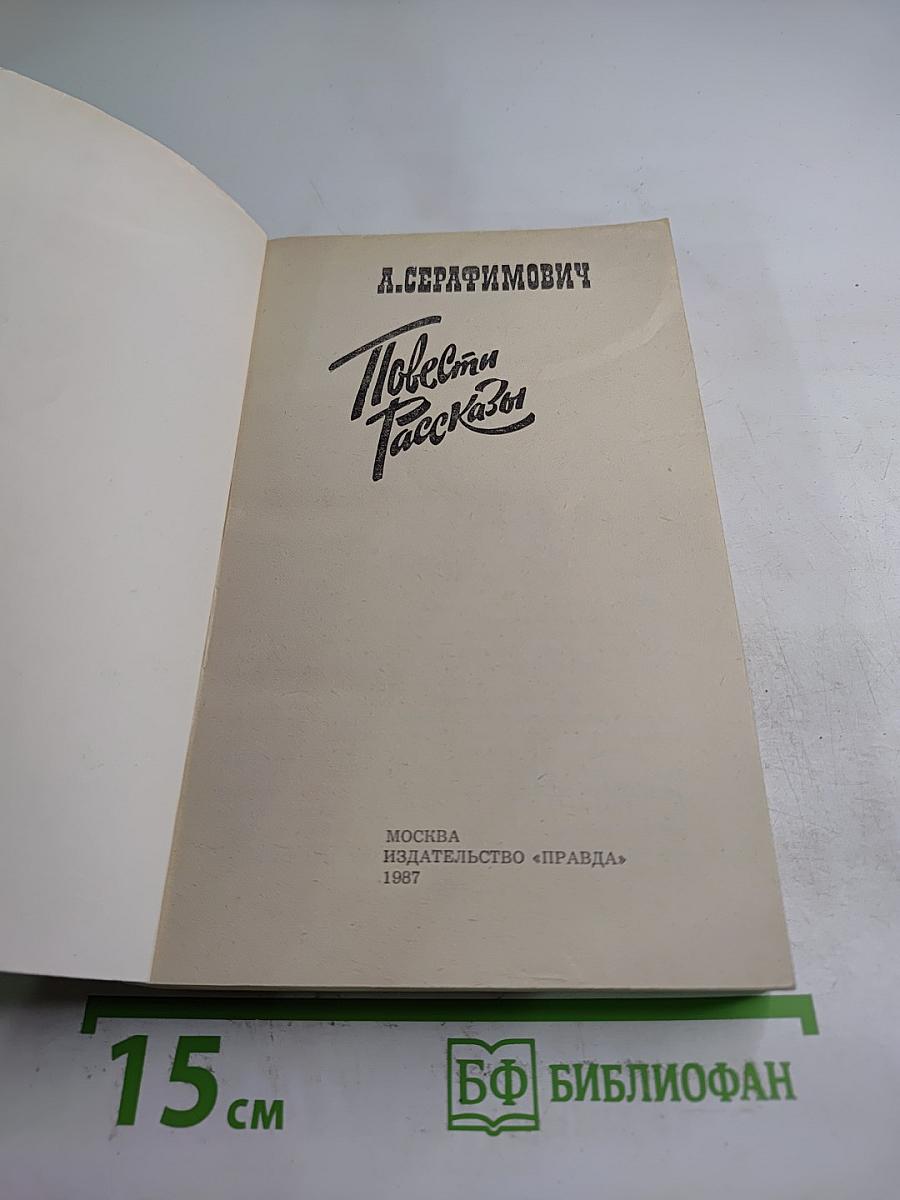 А.СЕРАФИМОВИЧ
Повести
Рассказы
МОСКВА
ИЗДАТЕЛЬСТВО «ПРАВДА»
1987
15 см
БФ БИБЛИОФАН